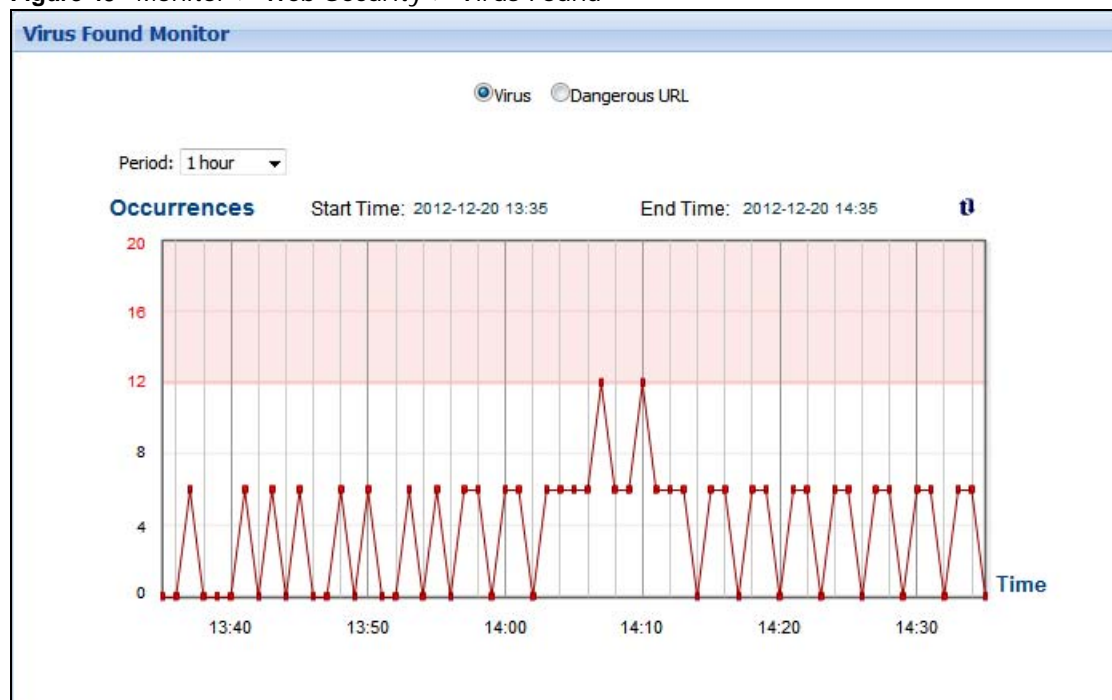 Virus Found Monitor
Virus Dangerous URL
Period: 1 hour
Occurrences Start Time: 2012-12-20 13:35 End Time: 2012-12-20 14:35
20
16
12
8
4
0
Time
13:40 13:50 14:00 14:10 14:20 14:30